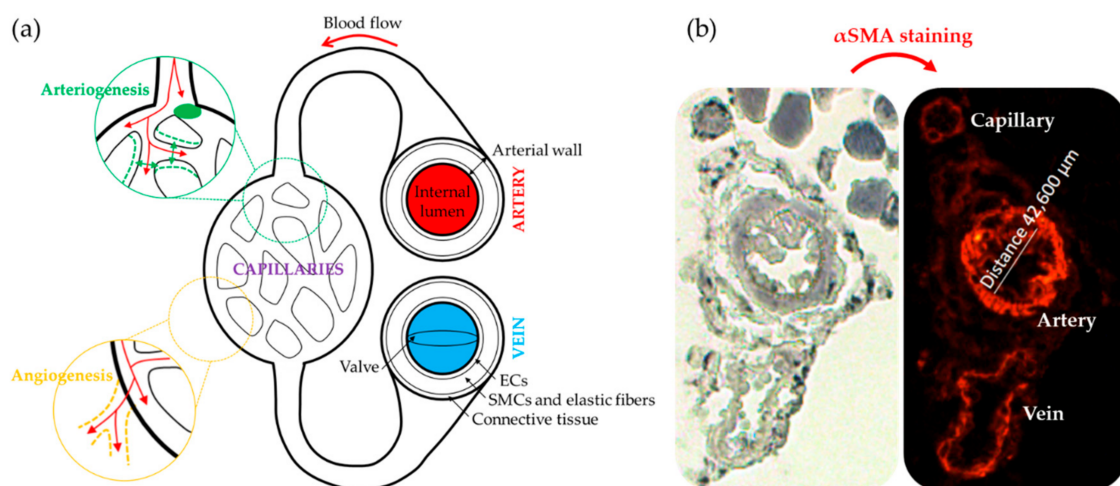 (a)
Blood flow
Arteriogenesis
Arterial wall
Internal
lumen
ARTERY
CAPILLARIES
VEIN
Valve
Angiogenesis
ECs
SMCs and elastic fibers
Connective tissue
(b)
αSMA staining
Capillary
Distance 42,600 µm
Artery
Vein